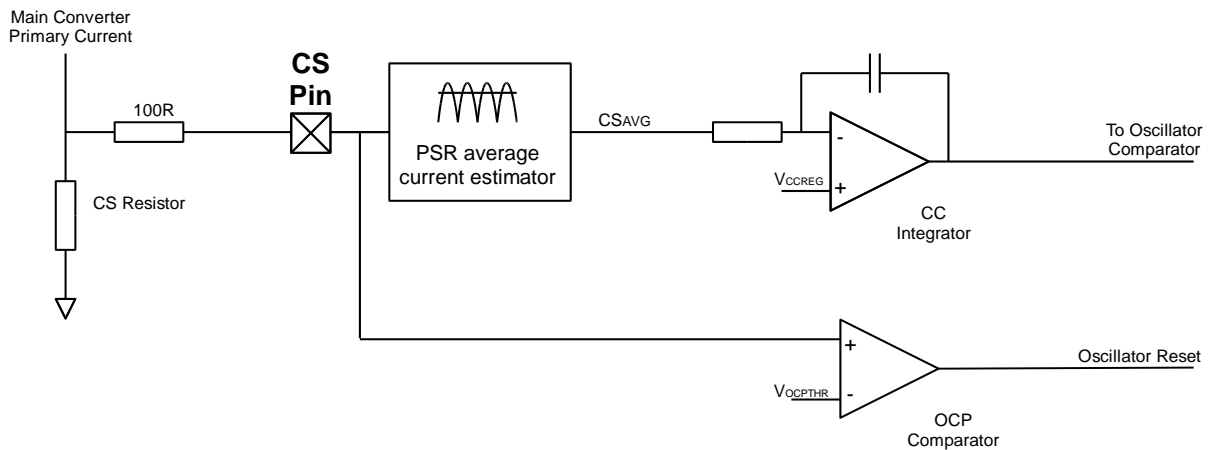 Main Converter
Primary Current
CS
Pin
100R
CS Resistor
PSR average
current estimator
CSAVG
VCCREG
-
+
CC
Integrator
To Oscillator
Comparator
VOCPTHR
+
-
OCP
Comparator
Oscillator Reset